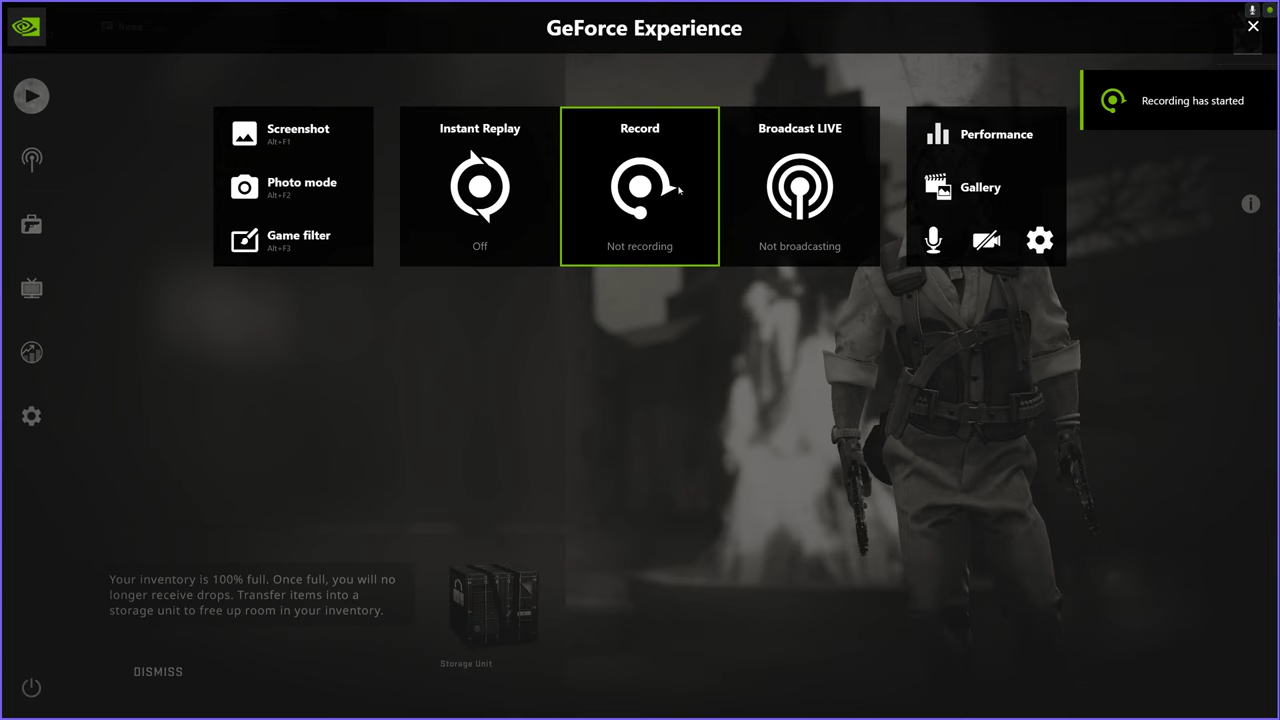 GeForce Experience
Recording has started
Screenshot
Alt+F1
Photo mode
Alt+F2
Game filter
Alt+F3
Instant Replay
Off
Record
Not recording
Broadcast LIVE
Not broadcasting
Performance
Gallery
Your inventory is 100% full. Once full, you will no
longer receive drops. Transfer items into a
storage unit to free up room in your inventory.
Storage Unit
DISMISS